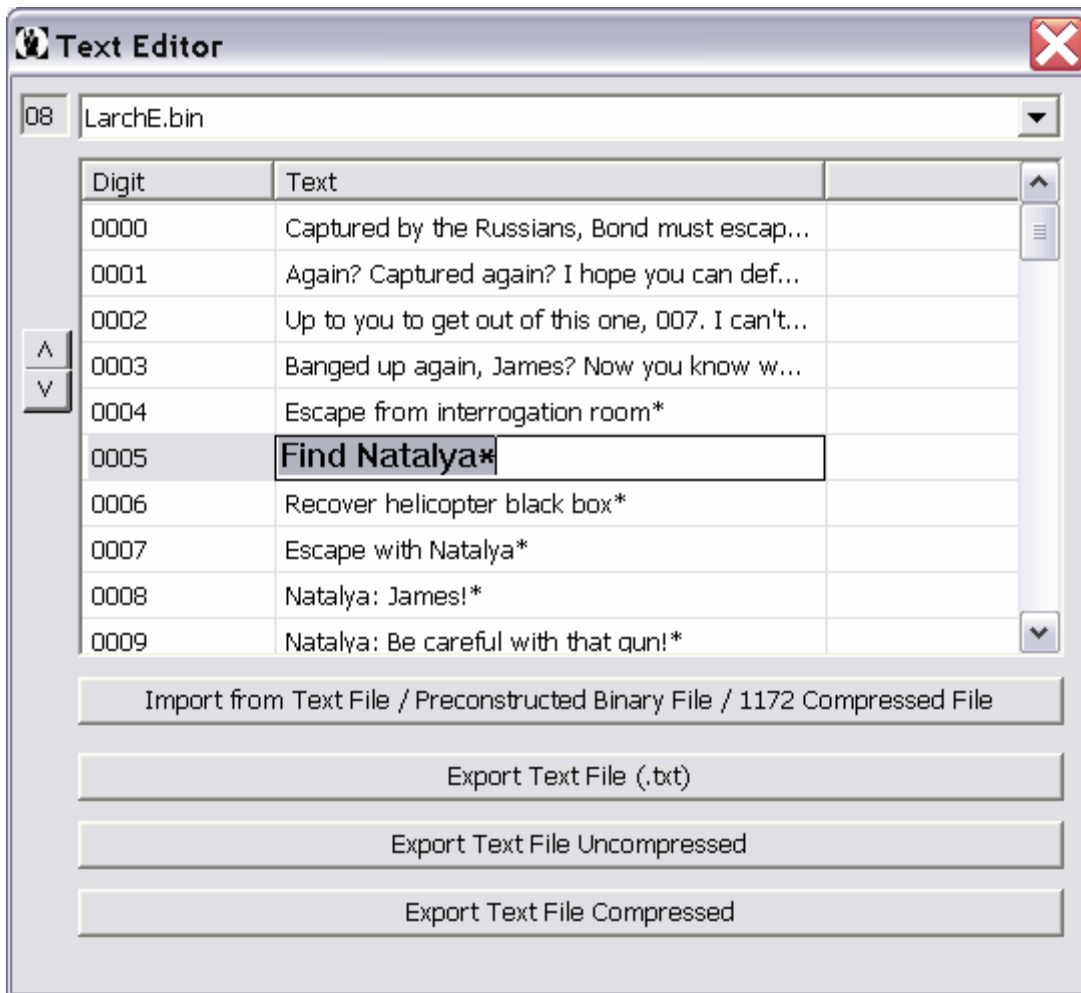 Text Editor
08 LarchE.bin
Digit Text
0000 Captured by the Russians, Bond must escap...
0001 Again? Captured again? I hope you can def...
0002 Up to you to get out of this one, 007. I can't...
0003 Banged up again, James? Now you know w...
0004 Escape from interrogation room*
0005 Find Natalya*
0006 Recover helicopter black box*
0007 Escape with Natalya*
0008 Natalya: James!*
0009 Natalya: Be careful with that gun!*
Import from Text File / Preconstructed Binary File / 1172 Compressed File
Export Text File (.txt)
Export Text File Uncompressed
Export Text File Compressed